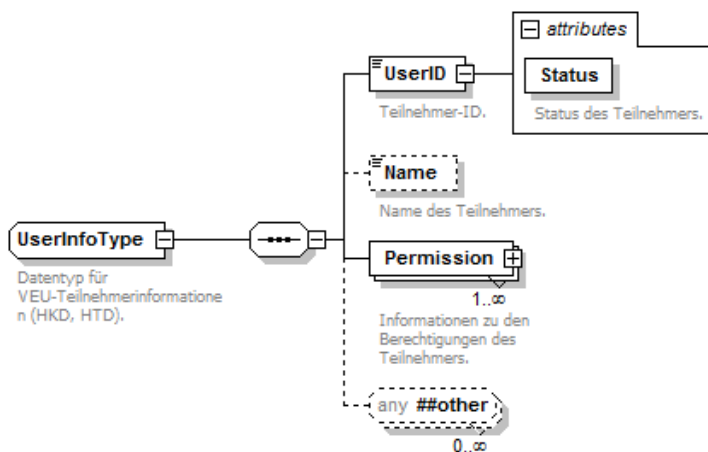 attributes
UserID
Status
Teilnehmer-ID.
Status des Teilnehmers.
Name
Name des Teilnehmers.
UserInfoType
Datentyp für
VEU-Teilnehmerinformatione
n (HKD, HTD).
Permission
1..∞
Informationen zu den
Berechtigungen des
Teilnehmers.
any ##other
0..∞